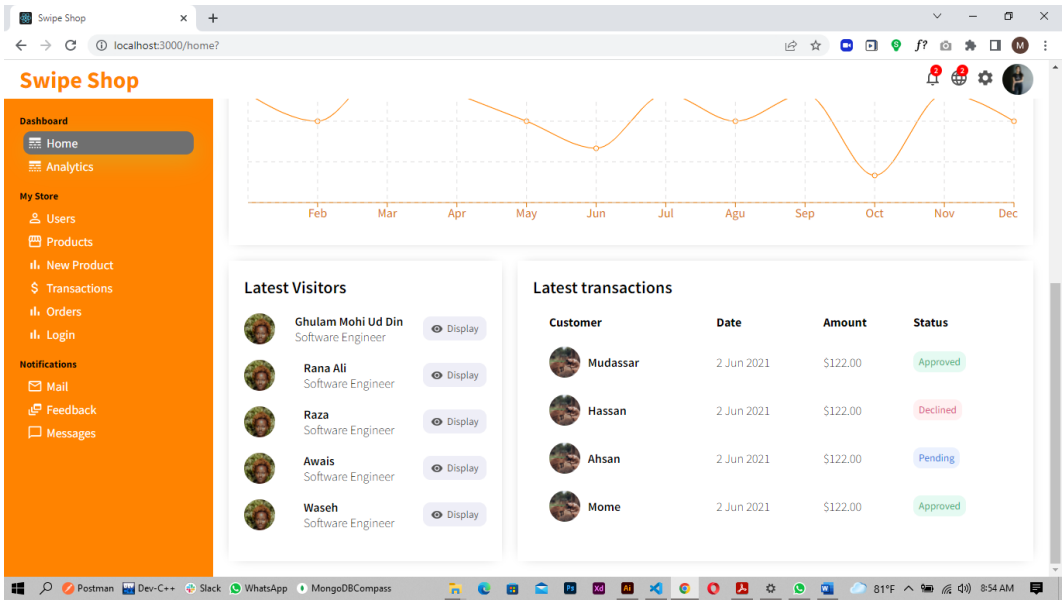 Swipe Shop
localhost:3000/home?
f?
M
Swipe Shop
2
2
Dashboard
Home
Analytics
My Store
Users
Products
New Product
Transactions
Orders
Login
Notifications
Mail
Feedback
Messages
Feb Mar Apr May Jun Jul Agu Sep Oct Nov Dec
Latest Visitors
Ghulam Mohi Ud Din
Software Engineer
Display
Rana Ali
Software Engineer
Display
Raza
Software Engineer
Display
Awais
Software Engineer
Display
Waseh
Software Engineer
Display
Latest transactions
Customer Date Amount Status
Mudassar 2 Jun 2021 $122.00 Approved
Hassan 2 Jun 2021 $122.00 Declined
Ahsan 2 Jun 2021 $122.00 Pending
Mome 2 Jun 2021 $122.00 Approved
Postman Dev-C++ Slack WhatsApp MongoDBCompass Ps Xd Ai 81°F 8:54 AM